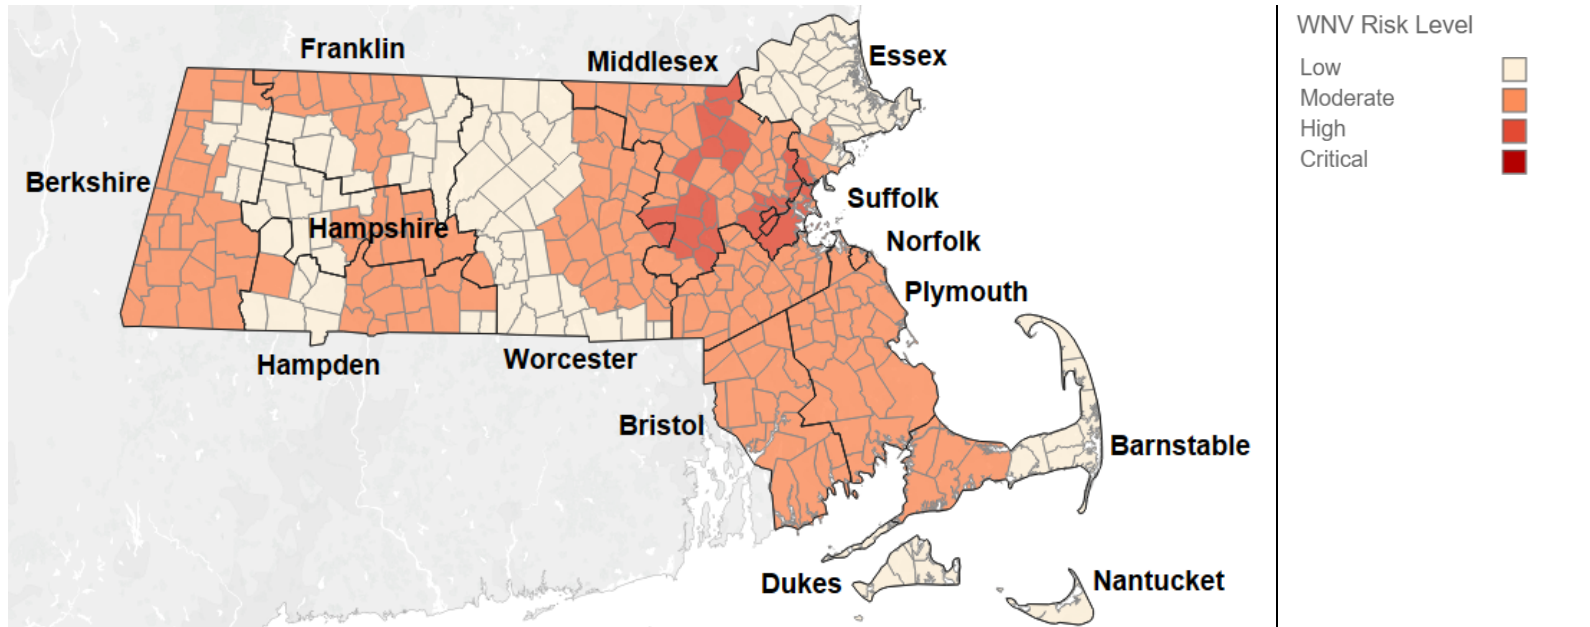 Franklin
Middlesex
Essex
Berkshire
Hampshire
Suffolk
Norfolk
Plymouth
Hampden
Worcester
Bristol
Barnstable
Dukes
Nantucket
WNV Risk Level
Low
Moderate
High
Critical